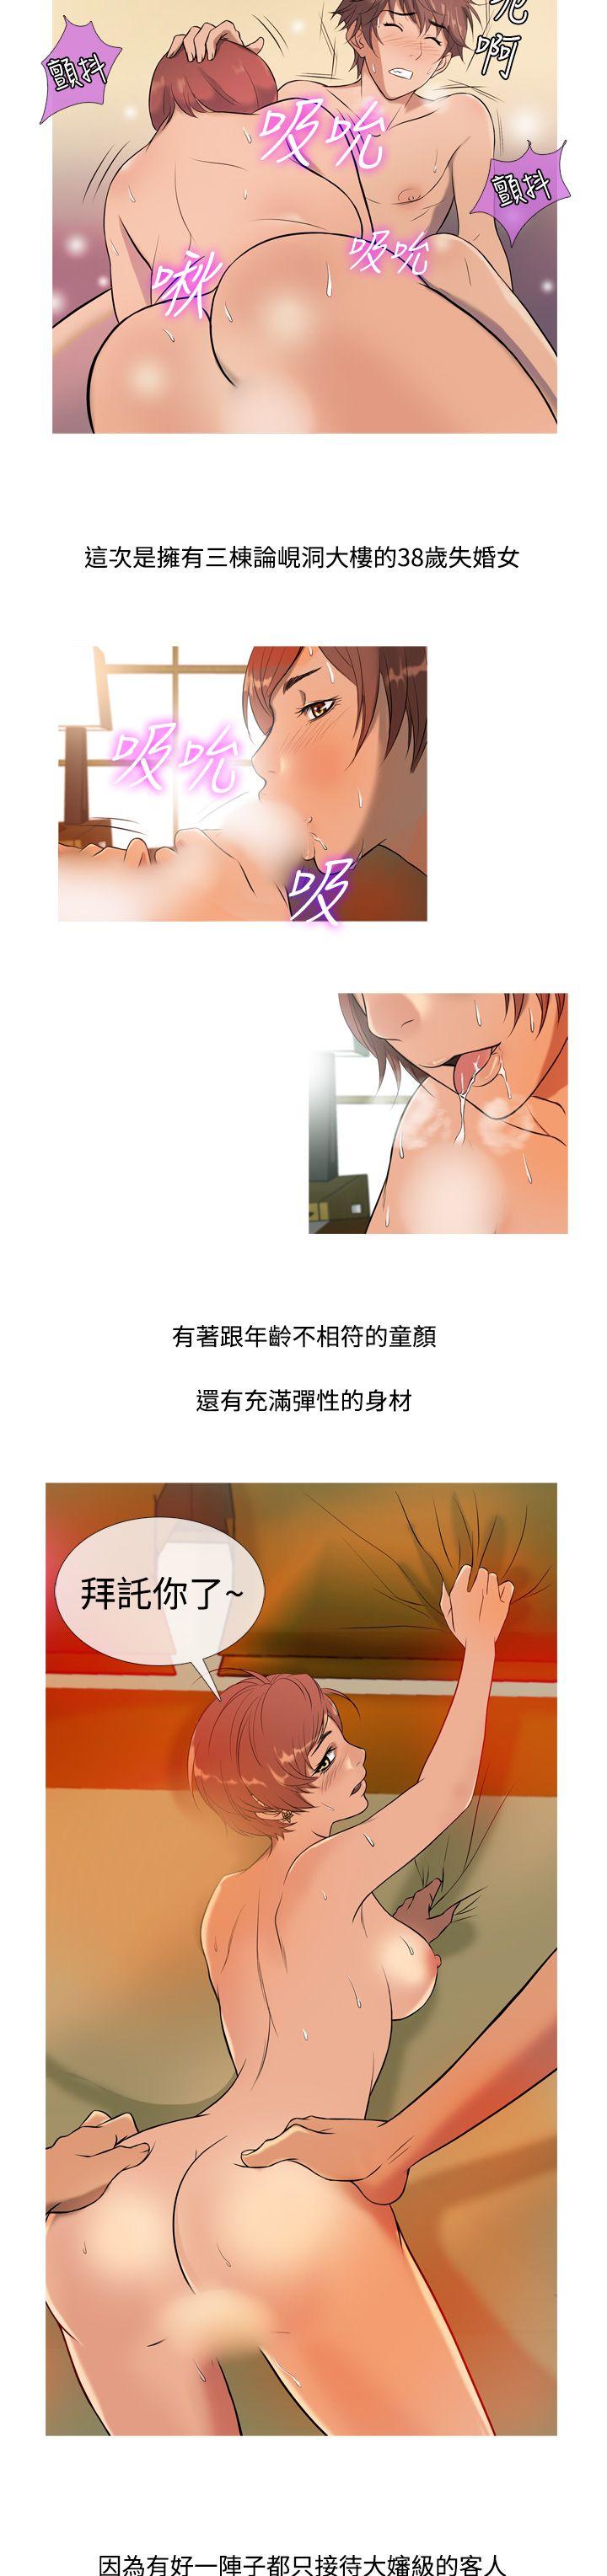 呃
啊
顫抖
吸吮
顫抖
吸吮
啾
這次是擁有三棟論峴洞大樓的38歲失婚女
吸吮
吸
有著跟年齡不相符的童顏
還有充滿彈性的身材
拜託你了~
因為有好一陣子都只接待大嬸級的客人